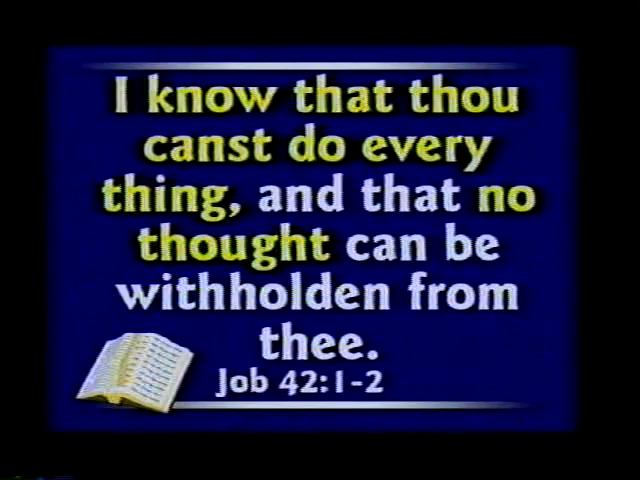 I know that thou
canst do every
thing, and that no
thought can be
withholden from
thee.
Job 42:1-2